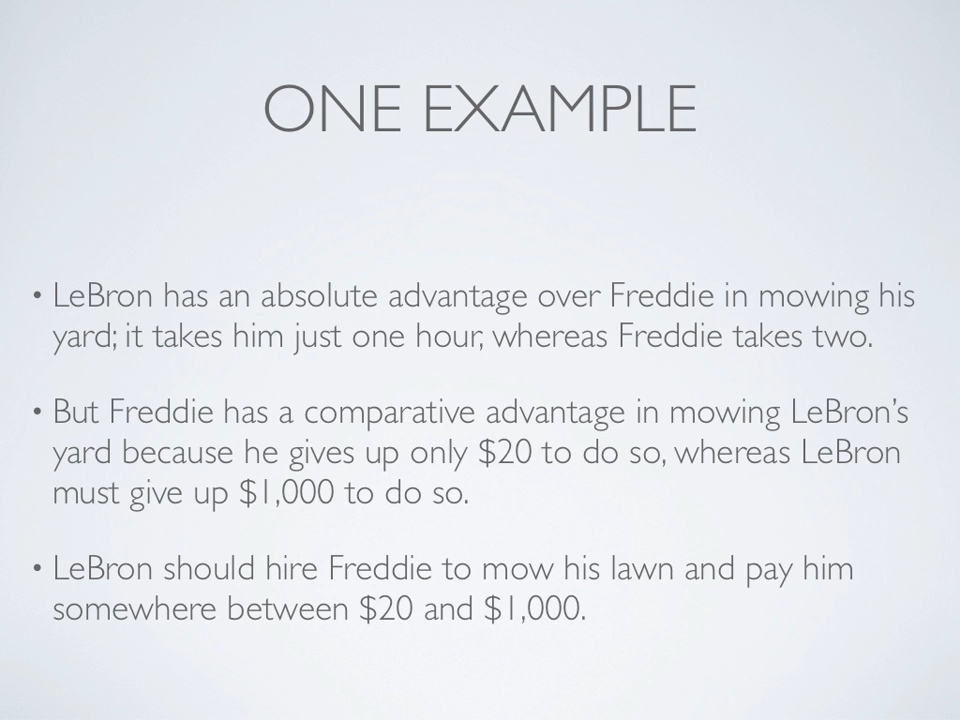 ONE EXAMPLE
• LeBron has an absolute advantage over Freddie in mowing his
yard; it takes him just one hour, whereas Freddie takes two.
• But Freddie has a comparative advantage in mowing LeBron’s
yard because he gives up only $20 to do so, whereas LeBron
must give up $1,000 to do so.
• LeBron should hire Freddie to mow his lawn and pay him
somewhere between $20 and $1,000.